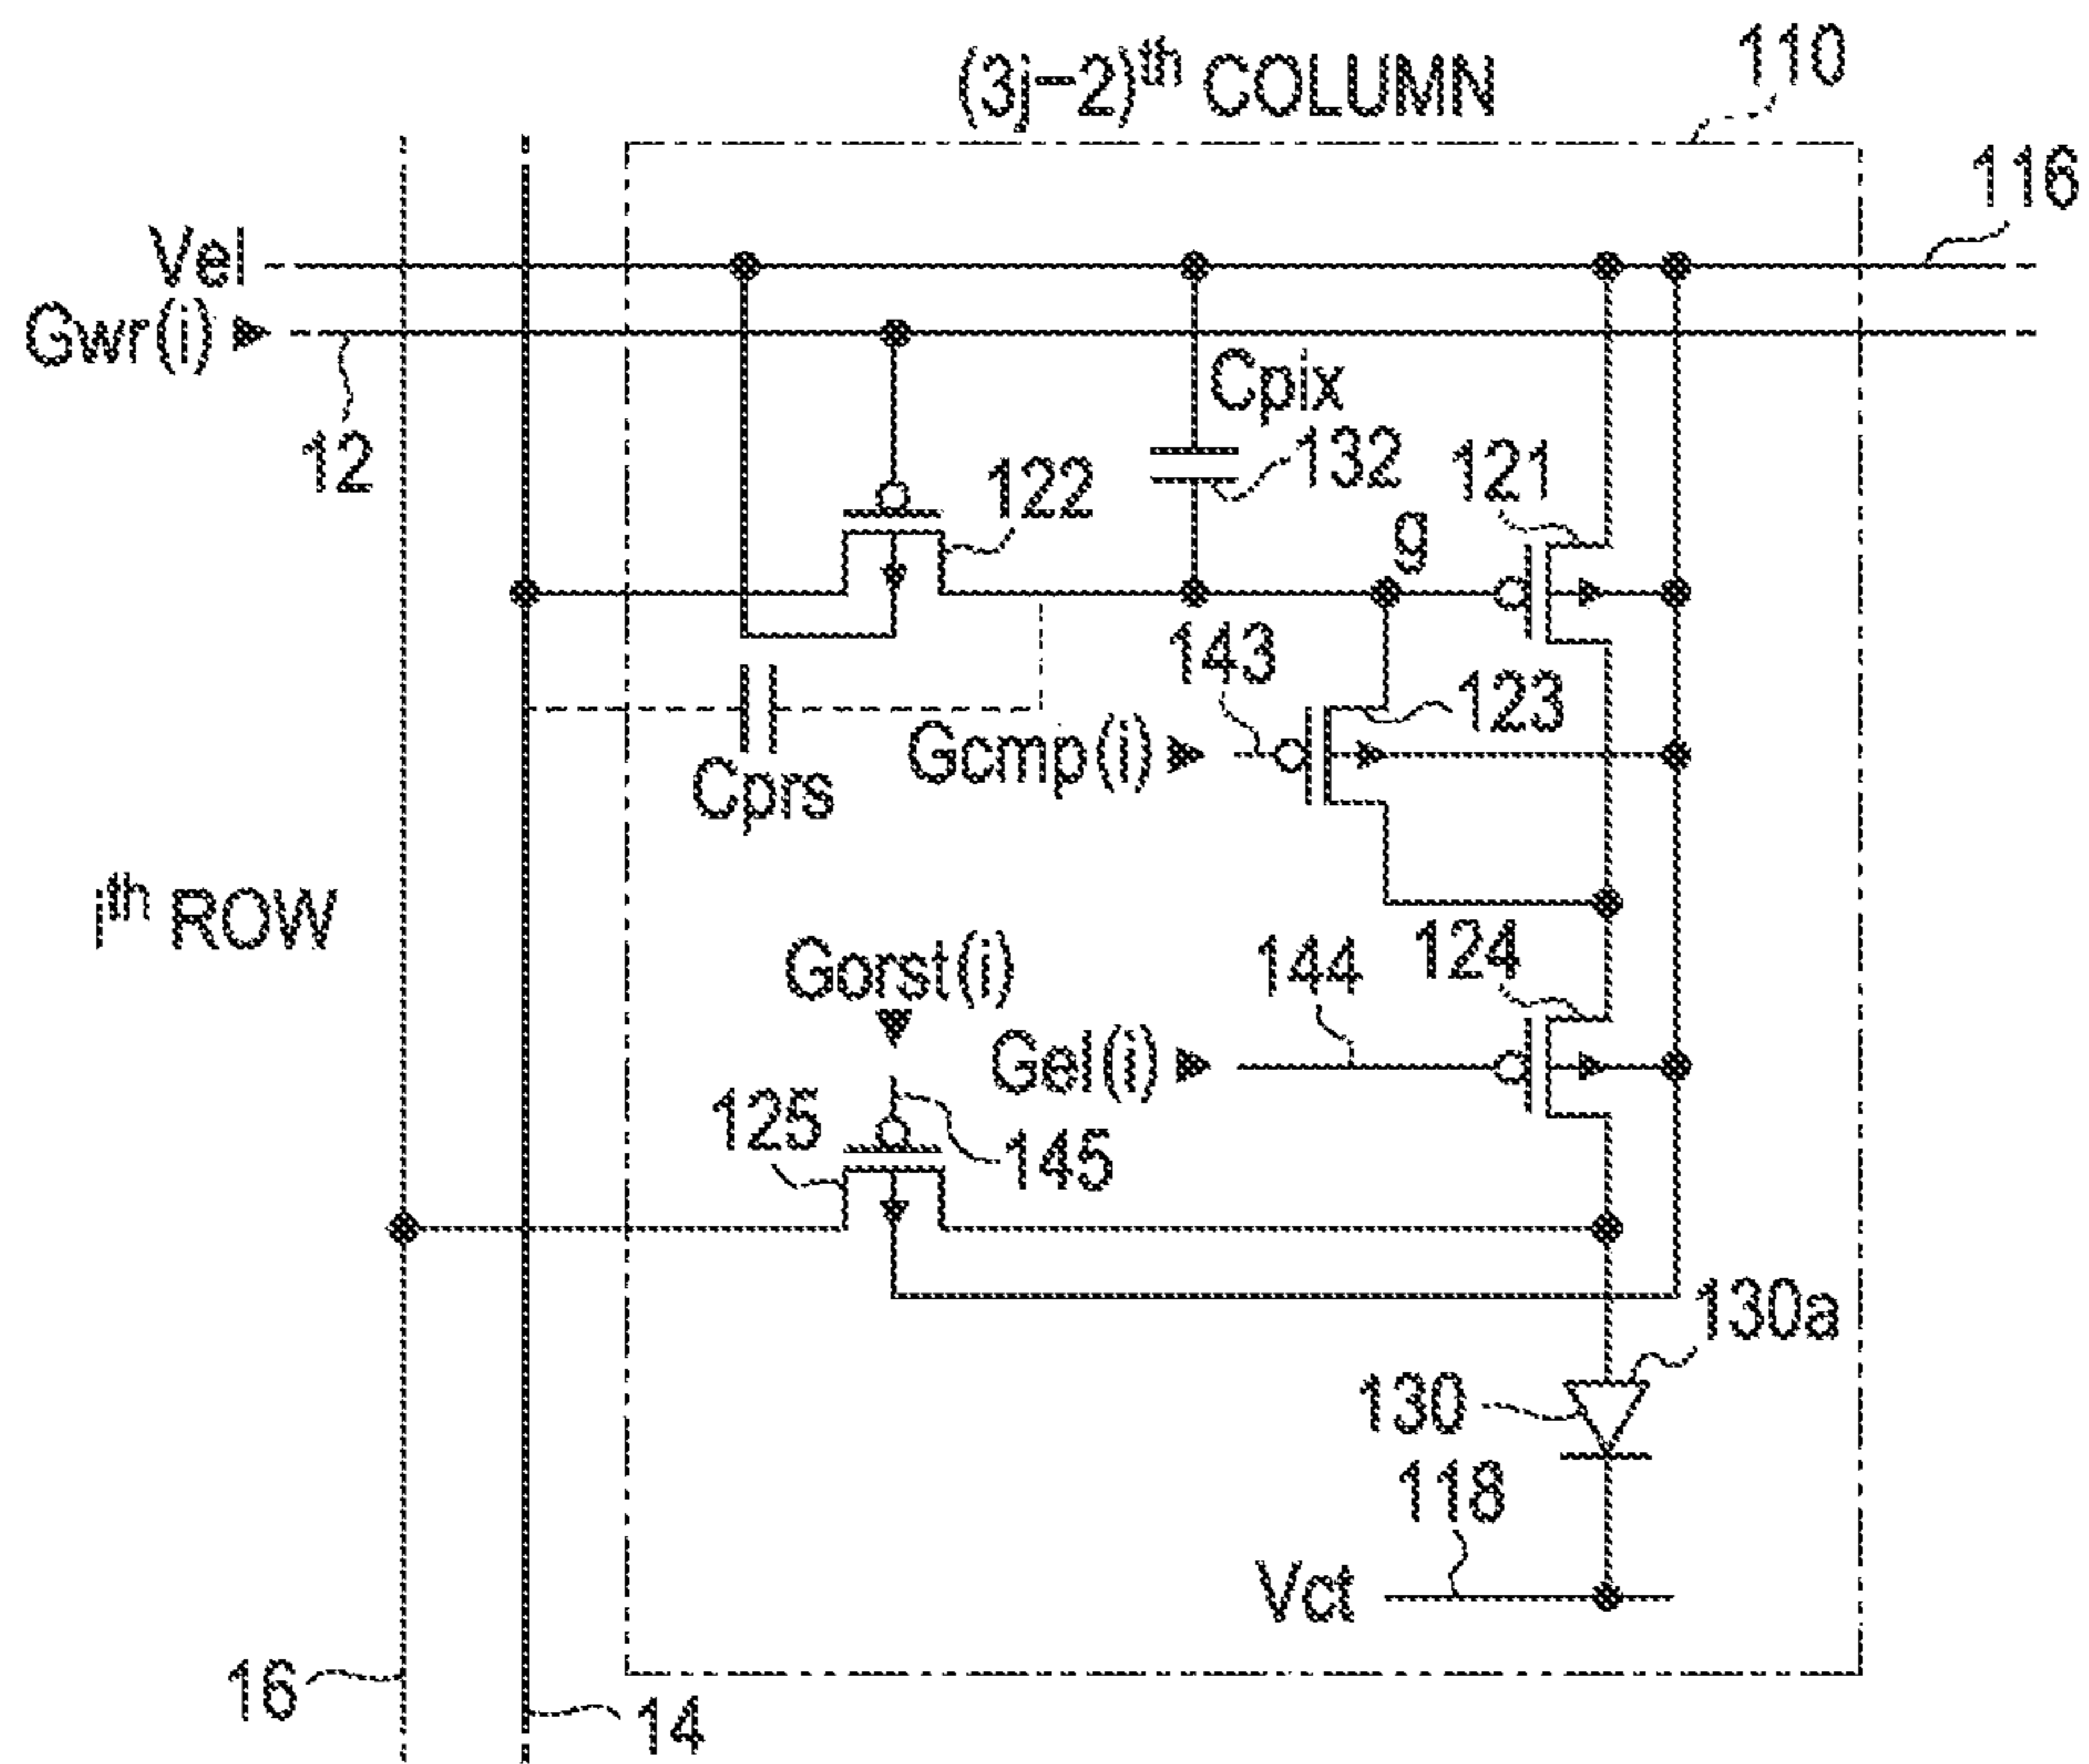 (3j-2)th COLUMN
110
116
Vel
Gwr(i)
12
Cpix
132
122
121
g
143
123
Gcmp(i)
Cprs
ith ROW
124
Gorst(i)
144
Gel(i)
125
145
130a
130
118
Vct
16
14